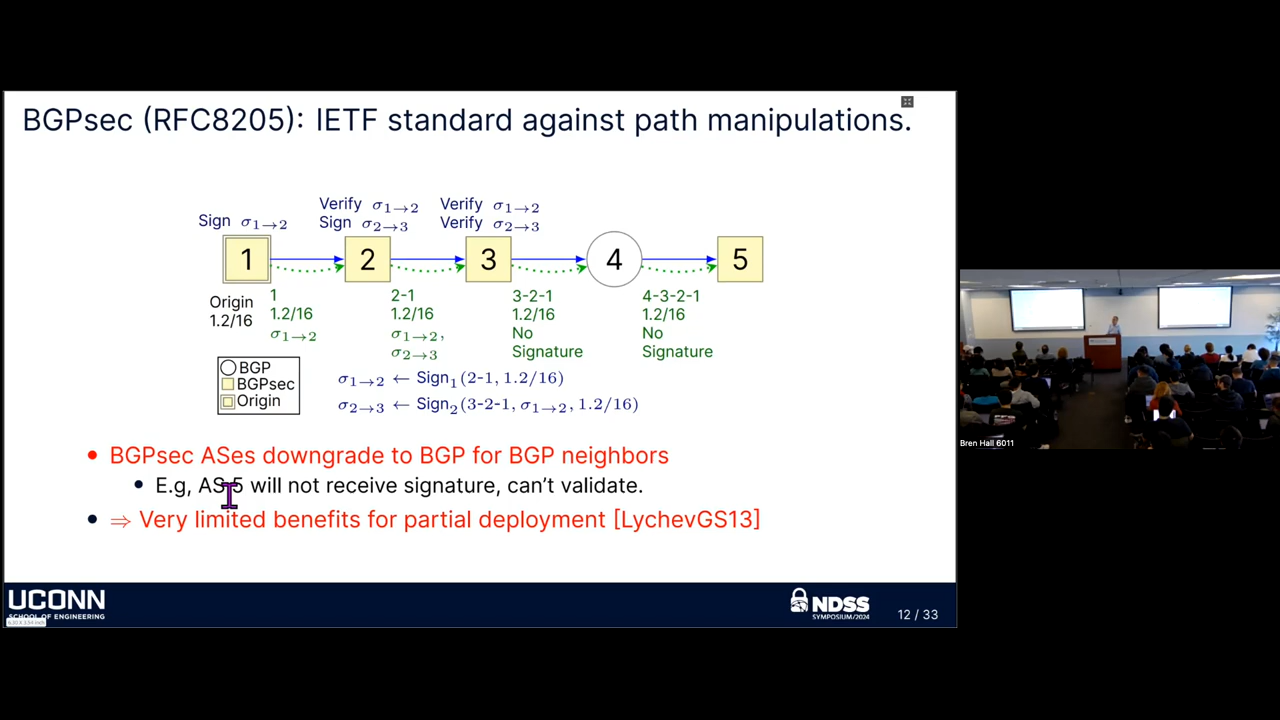 BGPsec (RFC8205): IETF standard against path manipulations.
Sign σ1→2
Verify σ1→2
Sign σ2→3
Verify σ1→2
Verify σ2→3
1
2
3
4
5
Origin
1.2/16
1
1.2/16
σ1→2
2-1
1.2/16
σ1→2,
σ2→3
3-2-1
1.2/16
No
Signature
4-3-2-1
1.2/16
No
Signature
BGP
BGPsec
Origin
σ1→2 ← Sign1(2-1, 1.2/16)
σ2→3 ← Sign2(3-2-1, σ1→2, 1.2/16)
• BGPsec ASes downgrade to BGP for BGP neighbors
• E.g, AS 5 will not receive signature, can't validate.
• ⇒ Very limited benefits for partial deployment [LychevGS13]
UCONN
SCHOOL OF ENGINEERING
NDSS
SYMPOSIUM/2024
12 / 33
Bren Hall 6011